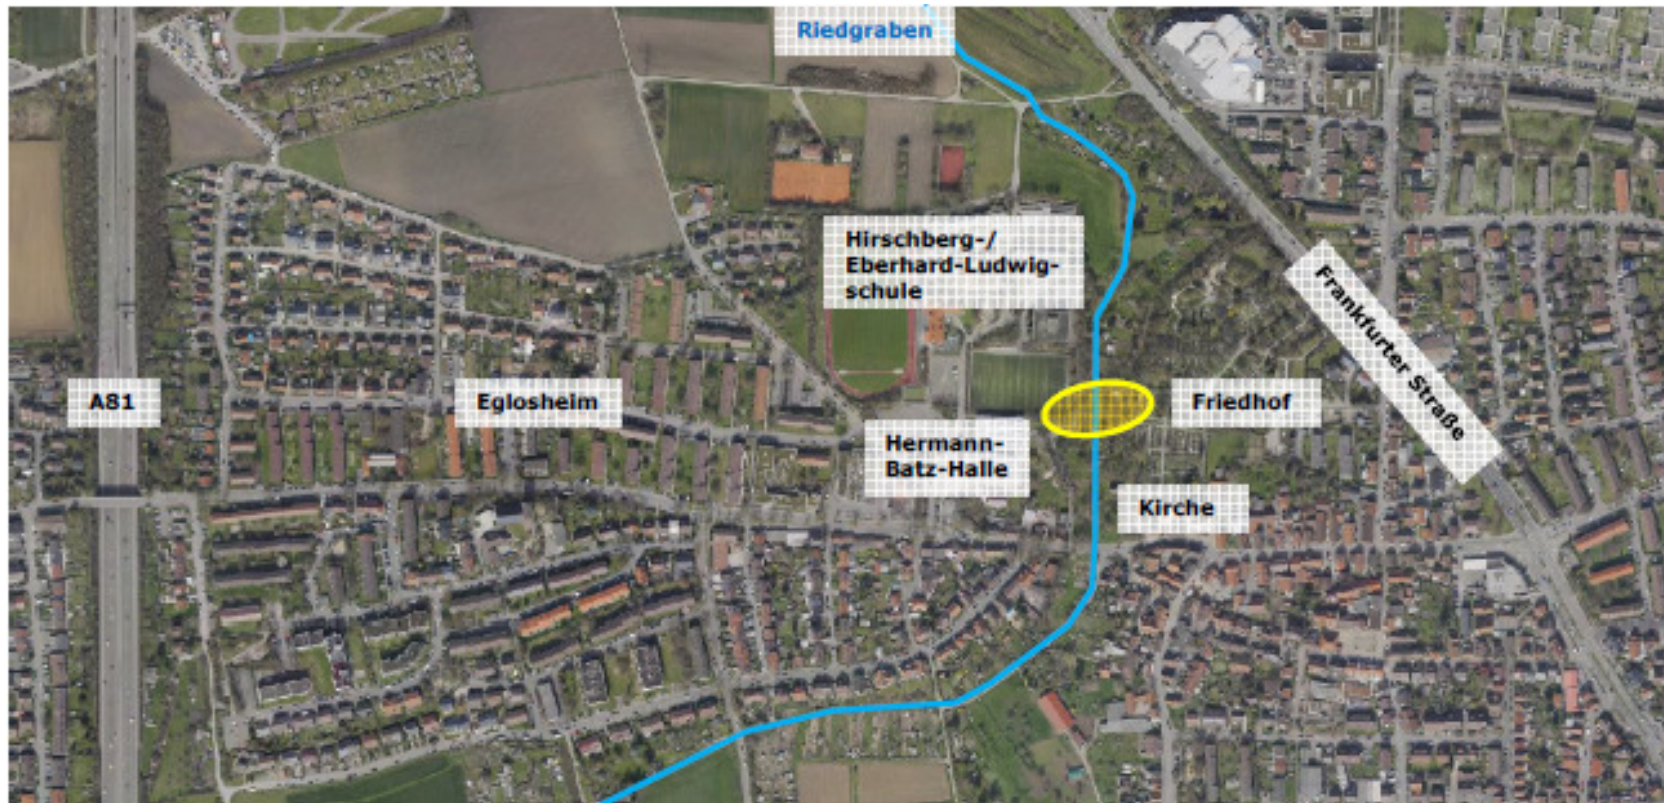 Riedgraben
Hirschberg-/
Eberhard-Ludwig-
schule
Frankfurter Straße
A81
Eglosheim
Friedhof
Hermann-
Batz-Halle
Kirche